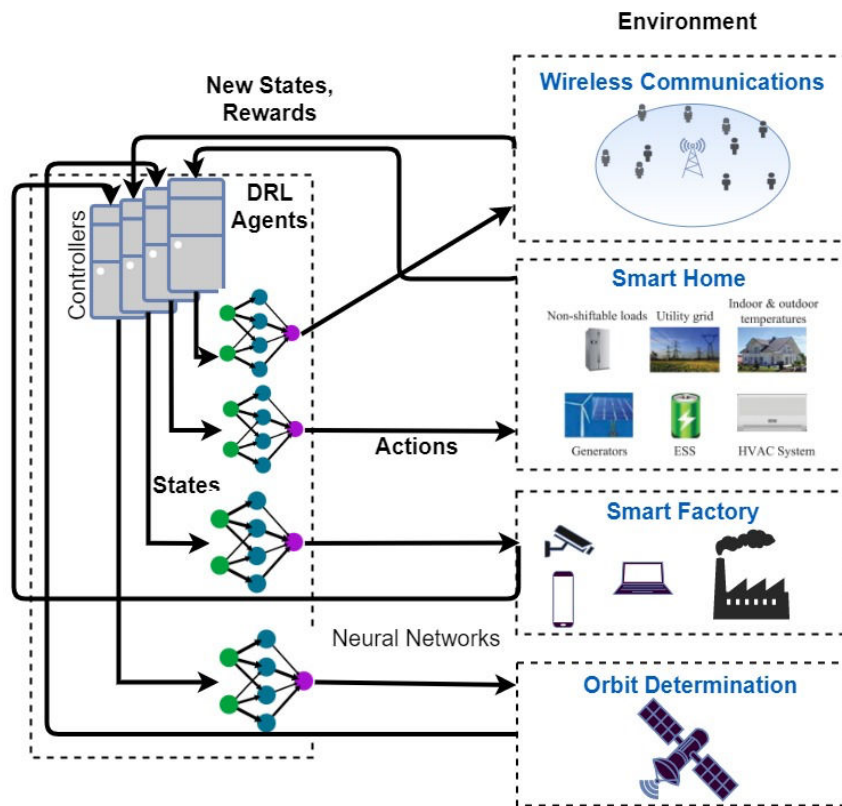 Environment
Wireless Communications
New States,
Rewards
DRL
Agents
Controllers
Smart Home
Non-shiftable loads
Utility grid
Indoor & outdoor
temperatures
Generators
ESS
HVAC System
Actions
States
Smart Factory
Neural Networks
Orbit Determination